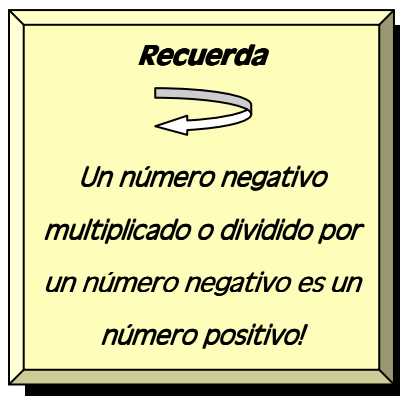 Recuerda
Un número negativo
multiplicado o dividido por
un número negativo es un
número positivo!